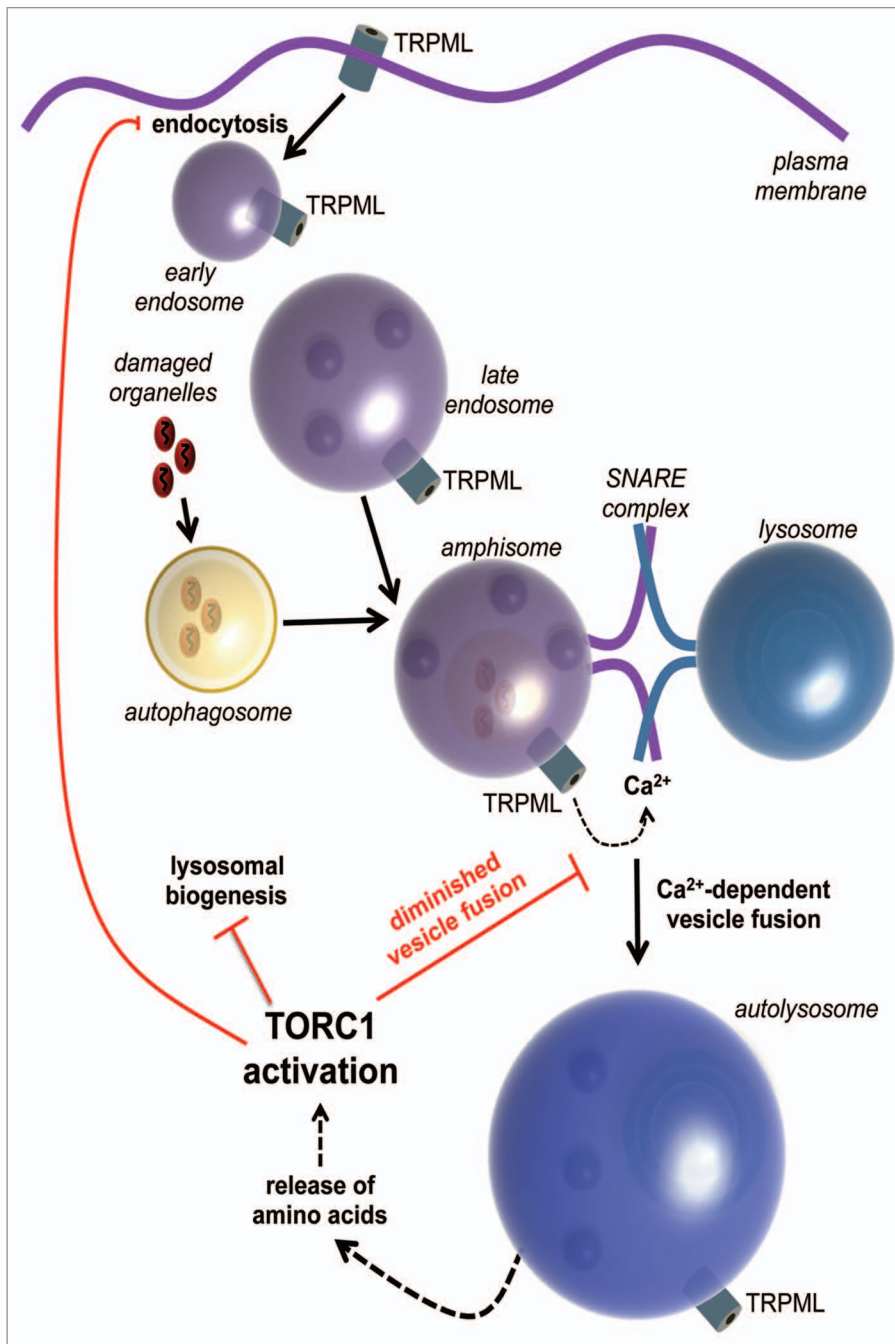 TRPML
endocytosis
plasma
membrane
TRPML
early
endosome
damaged
organelles
late
endosome
TRPML
SNARE
complex
lysosome
amphisome
autophagosome
TRPML
Ca²⁺
lysosomal
biogenesis
diminished
vesicle fusion
Ca²⁺-dependent
vesicle fusion
autolysosome
TORC1
activation
release of
amino acids
TRPML